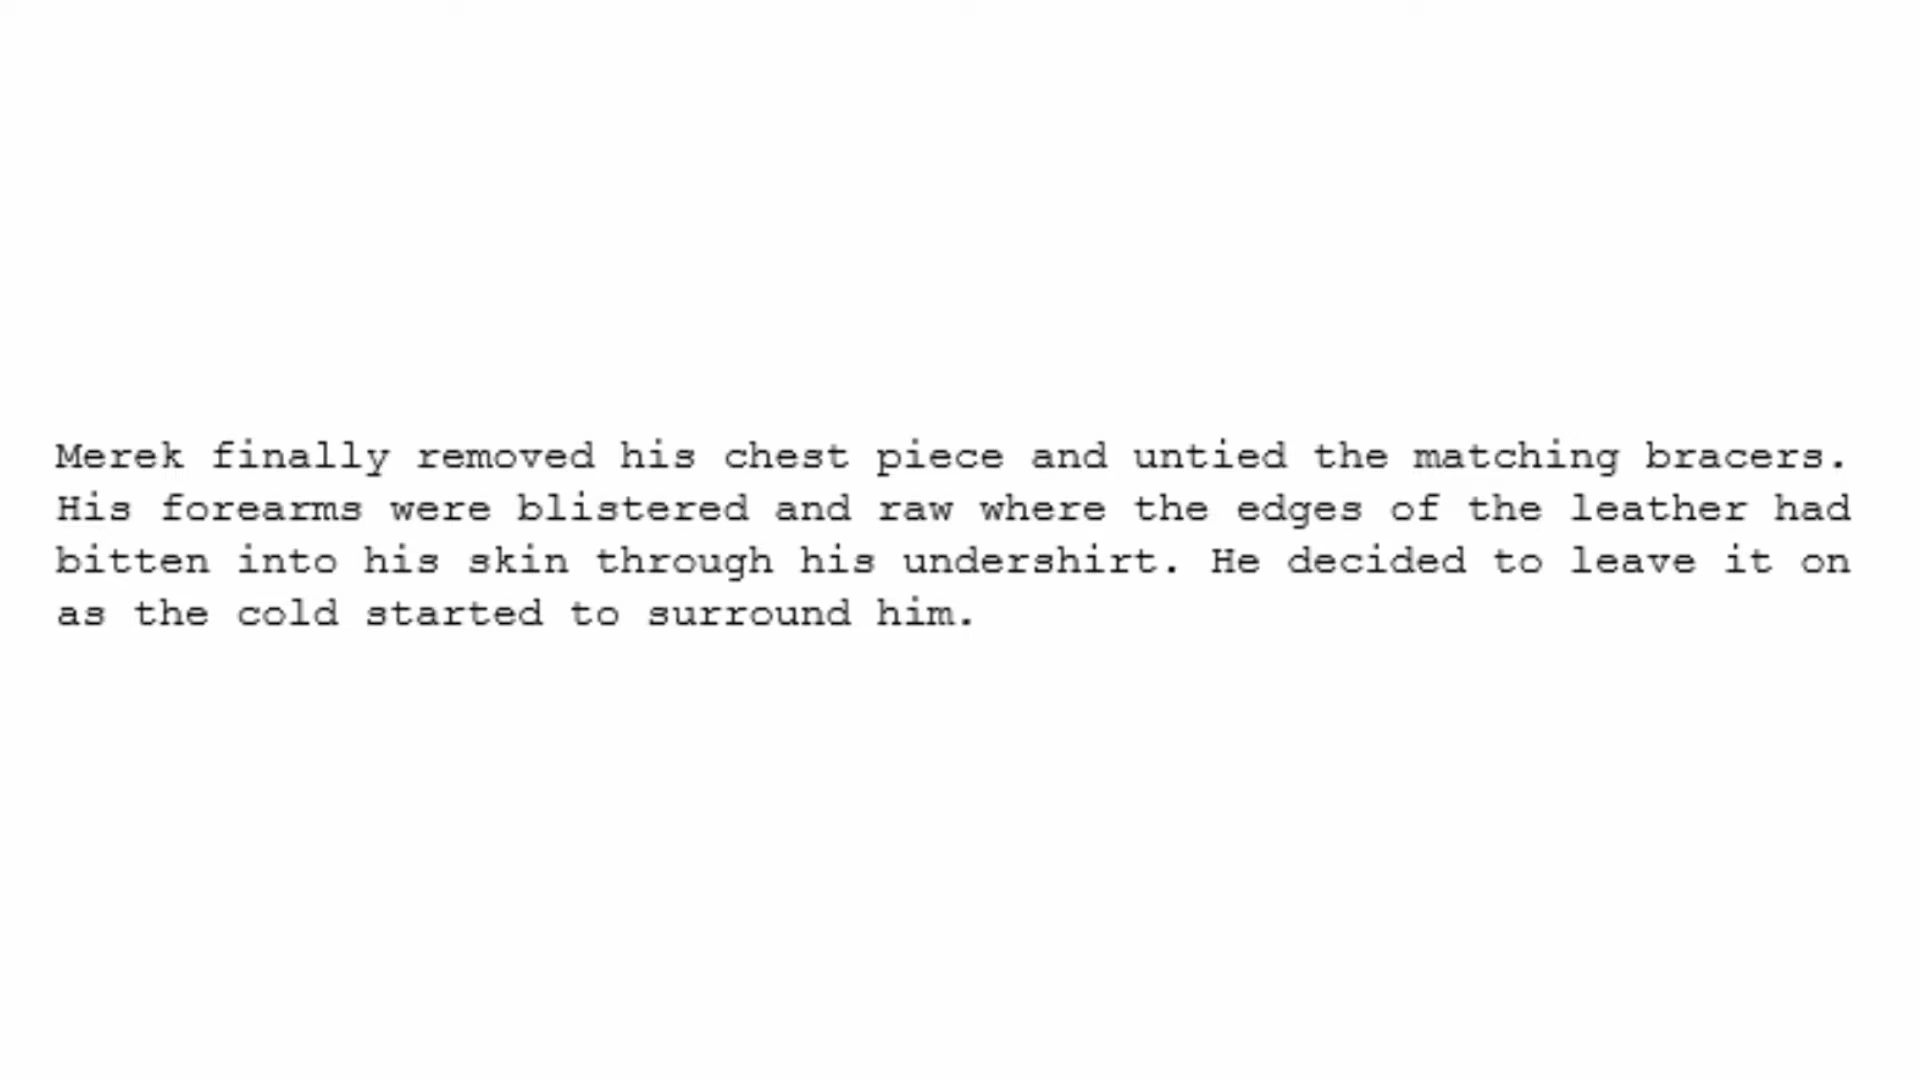 Merek finally removed his chest piece and untied the matching bracers.
His forearms were blistered and raw where the edges of the leather had
bitten into his skin through his undershirt. He decided to leave it on
as the cold started to surround him.